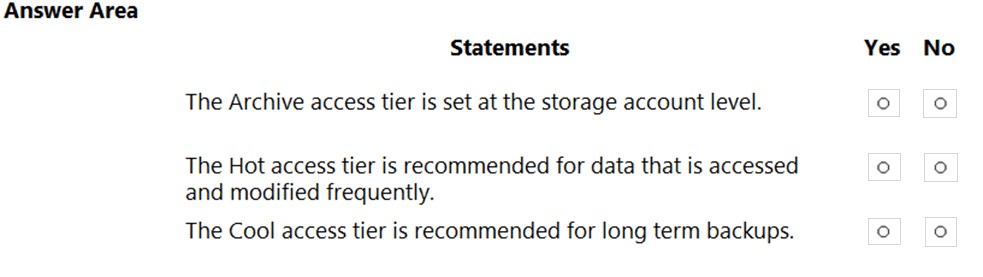 Answer Area
Statements Yes No
The Archive access tier is set at the storage account level.
The Hot access tier is recommended for data that is accessed
and modified frequently.
The Cool access tier is recommended for long term backups.